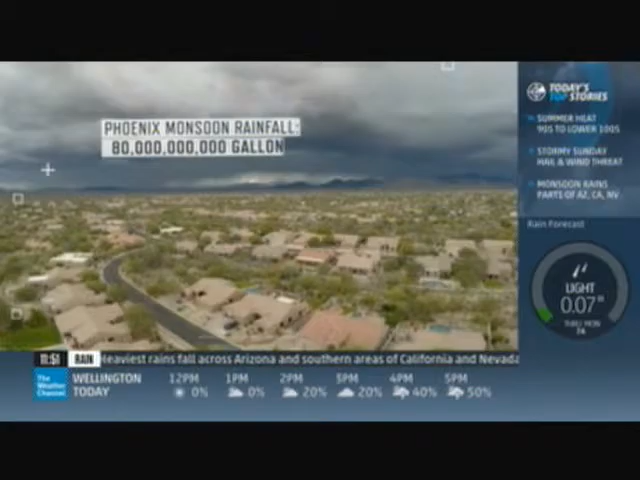 PHOENIX MONSOON RAINFALL:
80,000,000,000 GALLON
TODAY'S
TOP STORIES
SUMMER HEAT
90S TO LOWER 100S
STORMY SUNDAY
HAIL & WIND THREAT
MONSOON RAINS
PARTS OF AZ, CA, NV
Rain Forecast
LIGHT
0.07"
THRU MON
7A
11:51 RAIN Heaviest rains fall across Arizona and southern areas of California and Nevada
The
Weather
Channel
WELLINGTON
TODAY
12PM 1PM 2PM 3PM 4PM 5PM
0% 0% 20% 20% 40% 50%